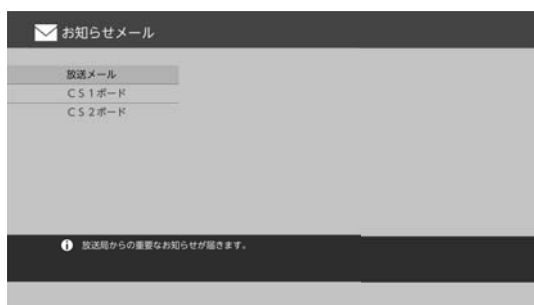 お知らせメール
放送メール
CS1ボード
CS2ボード
放送局からの重要なお知らせが届きます。